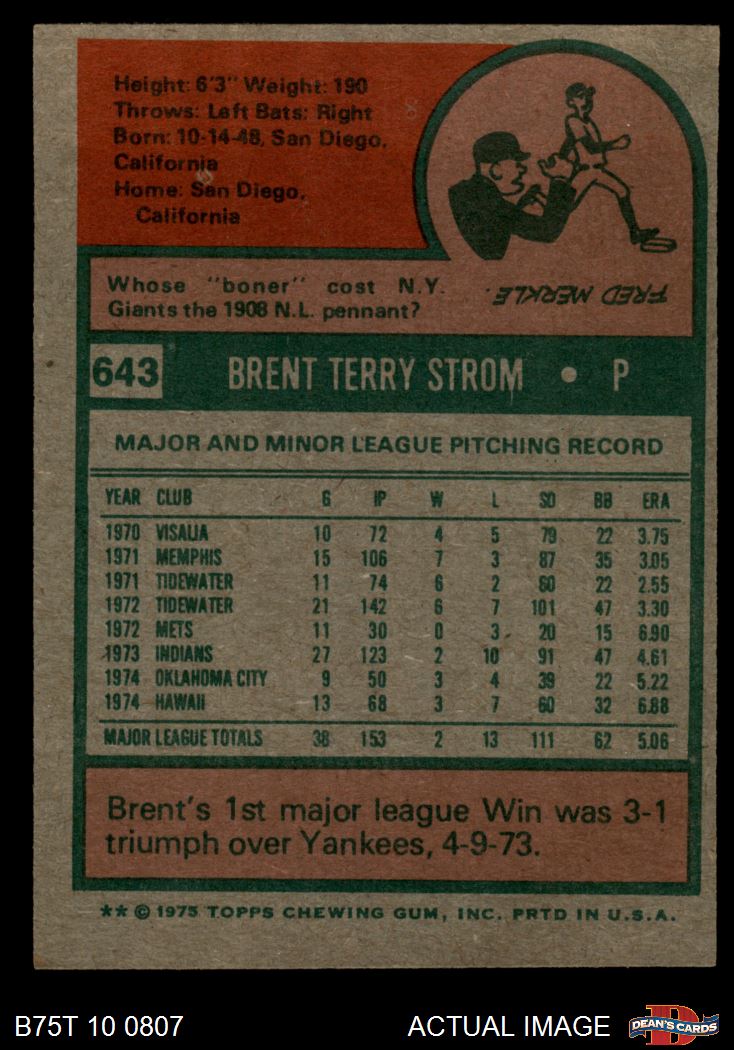 Height: 6'3" Weight: 190
Throws: Left Bats: Right
Born: 10-14-48, San Diego,
California
Home: San Diego,
California
Whose "boner" cost N.Y.
Giants the 1908 N.L. pennant?
FRED MERKLE.
643 BRENT TERRY STROM • P
MAJOR AND MINOR LEAGUE PITCHING RECORD
YEAR CLUB G IP W L SO BB ERA
1970 VISALIA 10 72 4 5 79 22 3.75
1971 MEMPHIS 15 106 7 3 87 35 3.05
1971 TIDEWATER 11 74 6 2 60 22 2.55
1972 TIDEWATER 21 142 6 7 101 47 3.30
1972 METS 11 30 0 3 20 15 6.90
1973 INDIANS 27 123 2 10 91 47 4.61
1974 OKLAHOMA CITY 9 50 3 4 39 22 5.22
1974 HAWAII 13 68 3 7 60 32 6.88
MAJOR LEAGUE TOTALS 38 153 2 13 111 62 5.06
Brent's 1st major league Win was 3-1
triumph over Yankees, 4-9-73.
** © 1975 TOPPS CHEWING GUM, INC. PRTD IN U.S.A.
B75T 10 0807 ACTUAL IMAGE DEAN'S CARDS